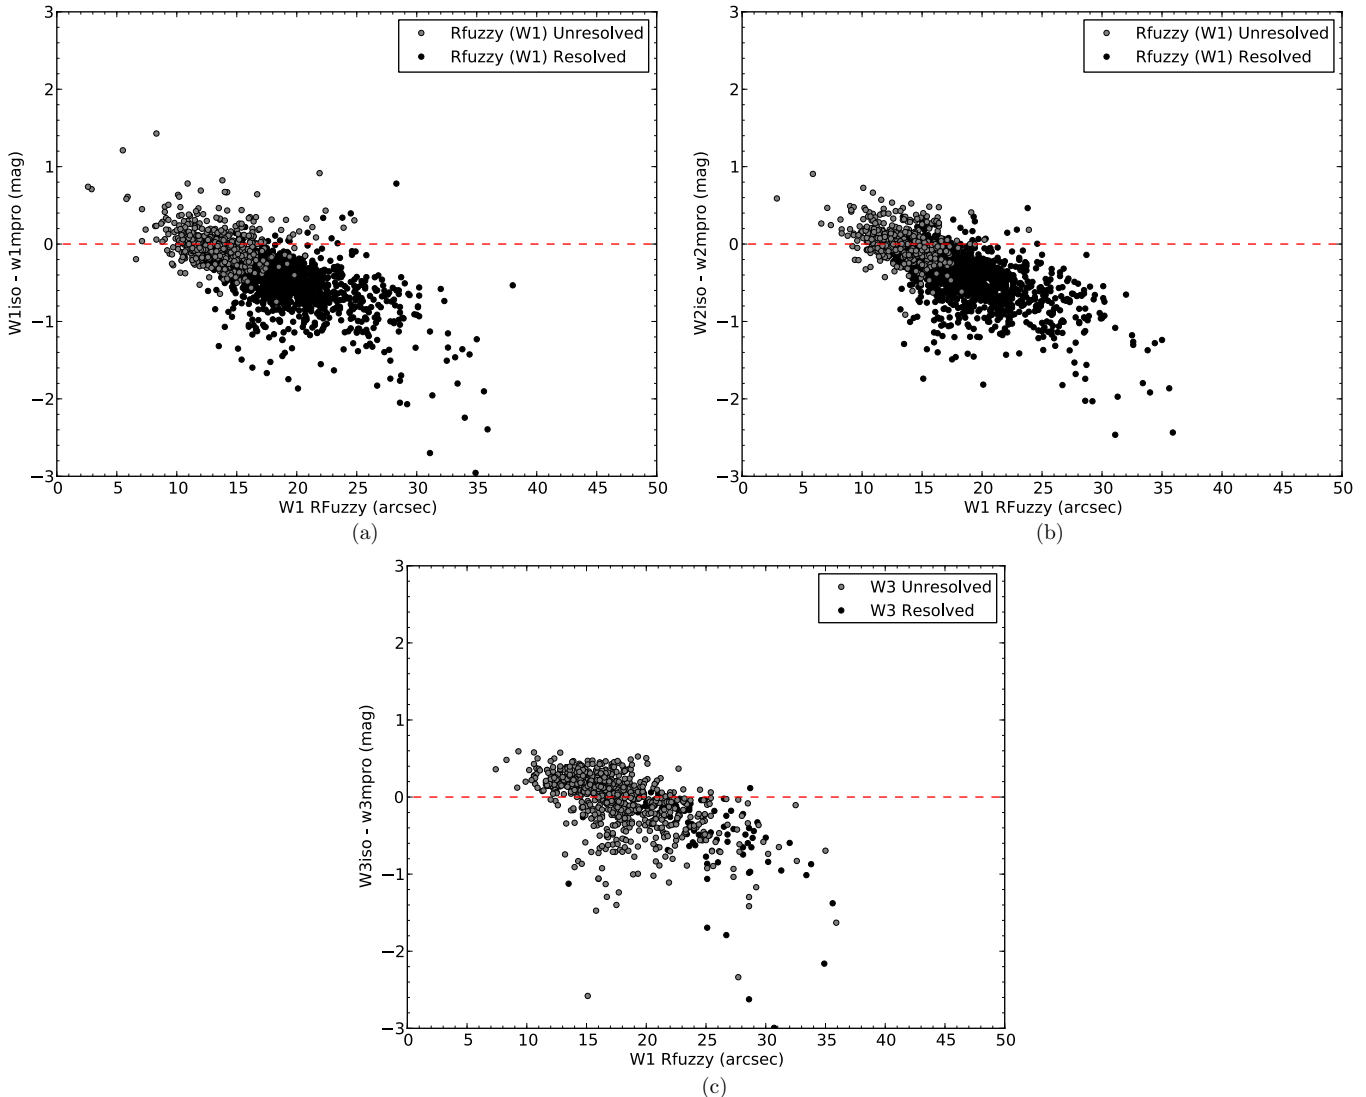 3
2
1
0
−1
−2
−3
W1iso - w1mpro (mag)
Rfuzzy (W1) Unresolved
Rfuzzy (W1) Resolved
0 5 10 15 20 25 30 35 40 45 50
W1 RFuzzy (arcsec)
(a)
3
2
1
0
−1
−2
−3
W2iso - w2mpro (mag)
Rfuzzy (W1) Unresolved
Rfuzzy (W1) Resolved
0 5 10 15 20 25 30 35 40 45 50
W1 RFuzzy (arcsec)
(b)
3
2
1
0
−1
−2
−3
W3iso - w3mpro (mag)
W3 Unresolved
W3 Resolved
0 5 10 15 20 25 30 35 40 45 50
W1 Rfuzzy (arcsec)
(c)